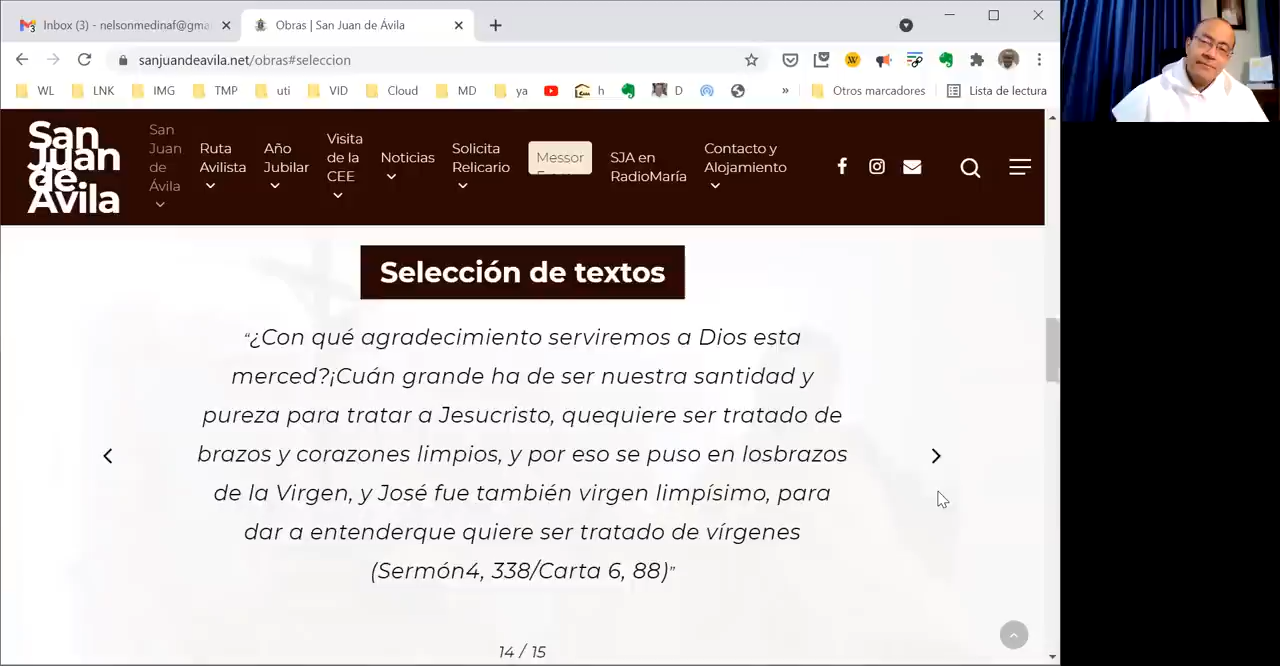 Inbox (3) - nelsonmedinaf@gma
Obras | San Juan de Ávila
sanjuandeavila.net/obras#seleccion
WL LNK IMG TMP uti VID Cloud MD ya h D » Otros marcadores Lista de lectura
San Juan de Ávila
San Juan de Ávila
Ruta Avilista
Año Jubilar
Visita de la CEE
Noticias
Solicita Relicario
Messor
SJA en RadioMaría
Contacto y Alojamiento
Selección de textos
“¿Con qué agradecimiento serviremos a Dios esta
merced?¡Cuán grande ha de ser nuestra santidad y
pureza para tratar a Jesucristo, quequiere ser tratado de
brazos y corazones limpios, y por eso se puso en losbrazos
de la Virgen, y José fue también virgen limpísimo, para
dar a entenderque quiere ser tratado de vírgenes
(Sermón4, 338/Carta 6, 88)”
14 / 15